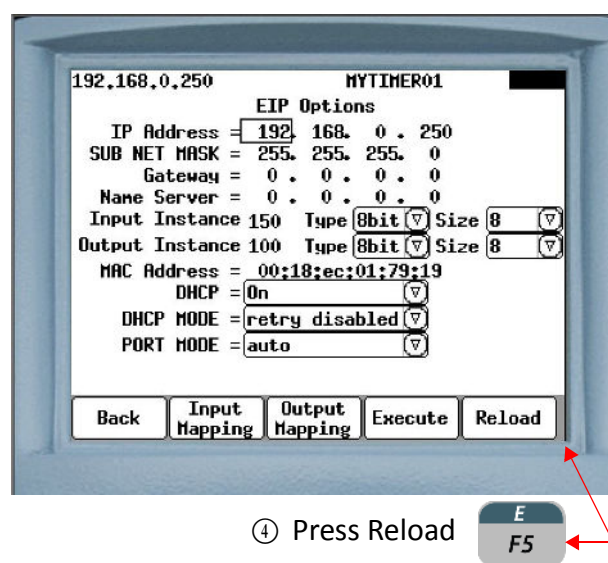 192.168.0.250 MYTIMER01
EIP Options
IP Address = 192. 168. 0 . 250
SUB NET MASK = 255. 255. 255. 0
Gateway = 0 . 0 . 0 . 0
Name Server = 0 . 0 . 0 . 0
Input Instance 150 Type 8bit Size 8
Output Instance 100 Type 8bit Size 8
MAC Address = 00:18:ec:01:79:19
DHCP = On
DHCP MODE = retry disabled
PORT MODE = auto
Back Input Mapping Output Mapping Execute Reload
④ Press Reload E F5